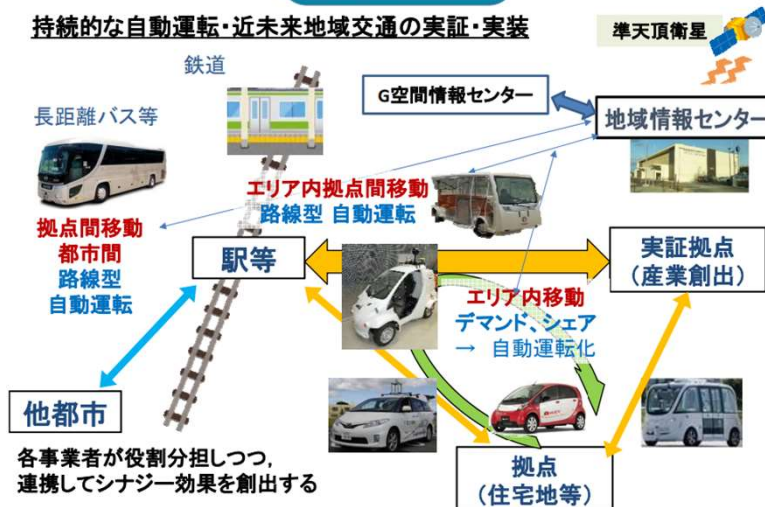 持続的な自動運転・近未来地域交通の実証・実装
準天頂衛星
鉄道
G空間情報センター
長距離バス等
地域情報センター
エリア内拠点間移動
路線型 自動運転
拠点間移動
都市間
路線型
自動運転
駅等
実証拠点
（産業創出）
エリア内移動
デマンド、シェア
→ 自動運転化
他都市
各事業者が役割分担しつつ,
連携してシナジー効果を創出する
拠点
（住宅地等）